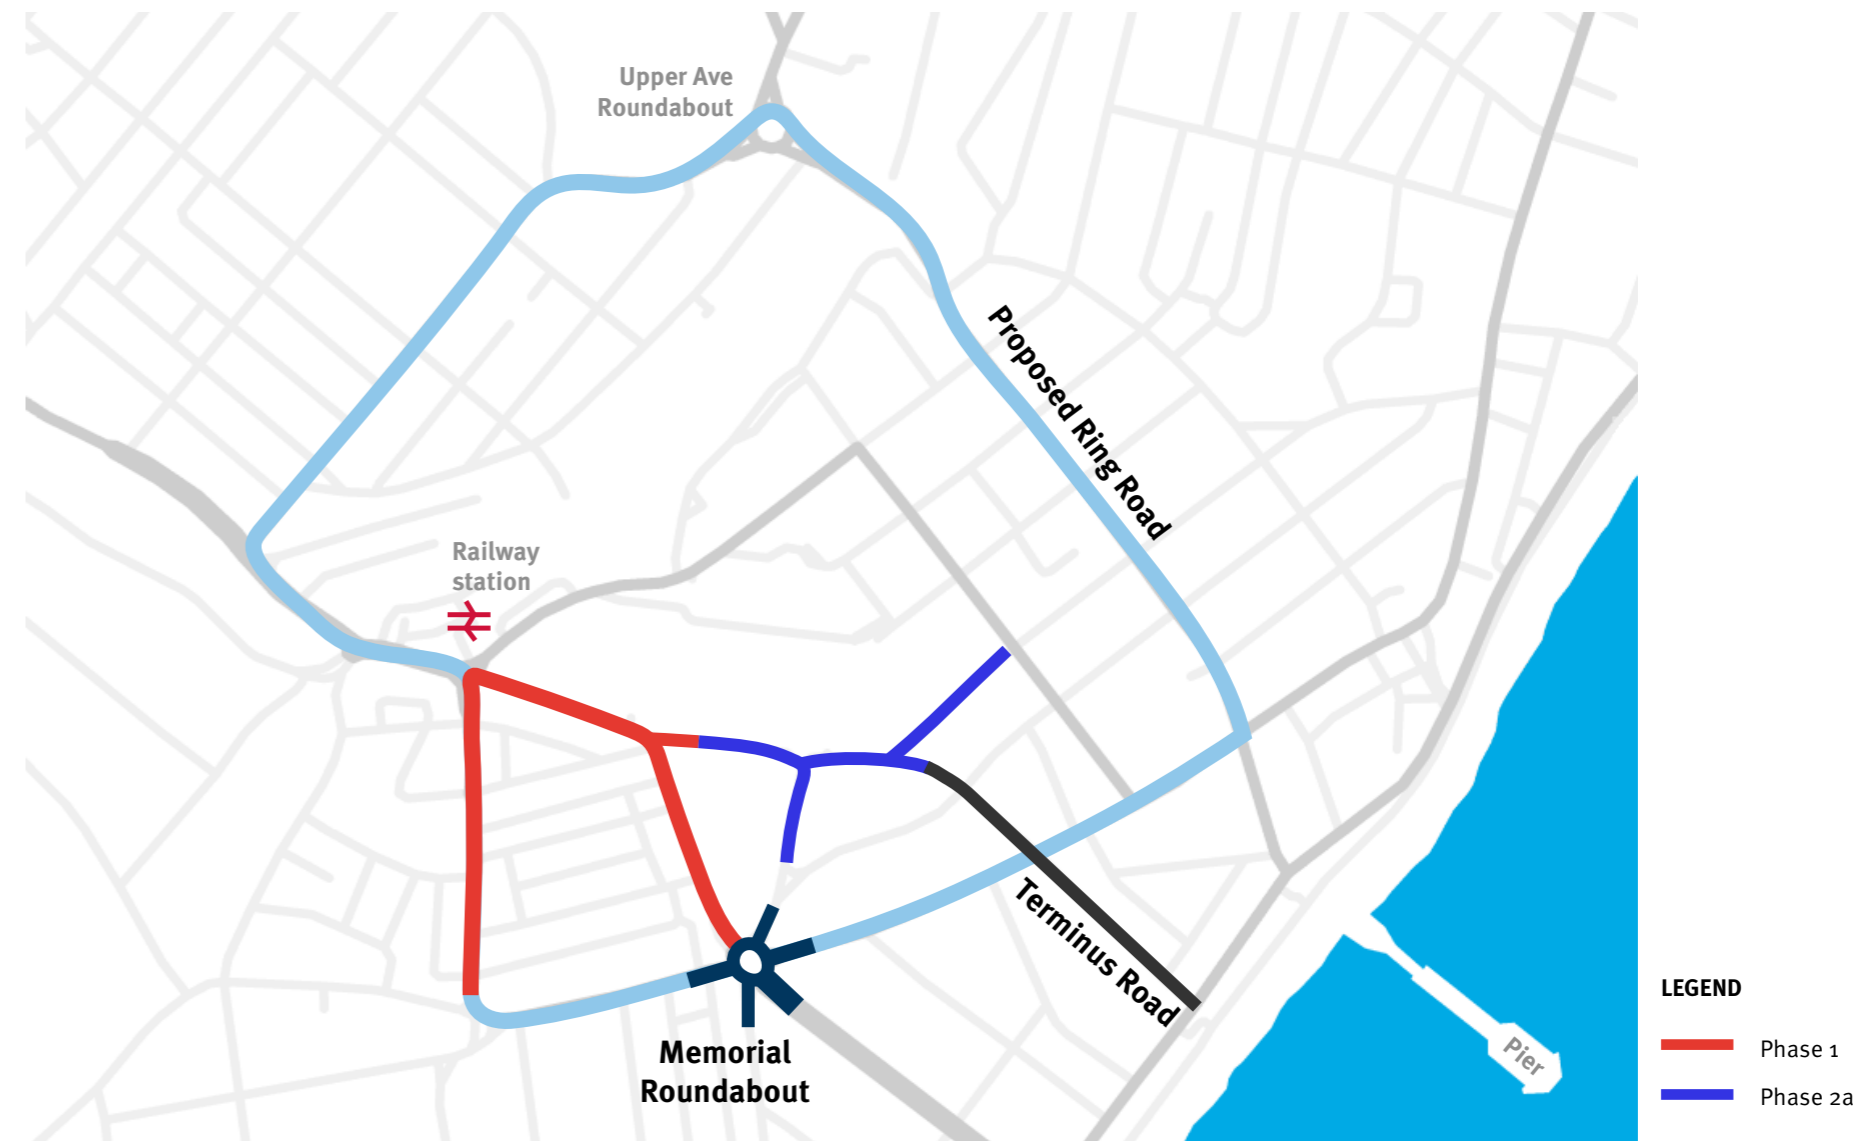 Upper Ave
Roundabout
Proposed Ring Road
Railway
station
Terminus Road
Memorial
Roundabout
Pier
LEGEND
Phase 1
Phase 2a